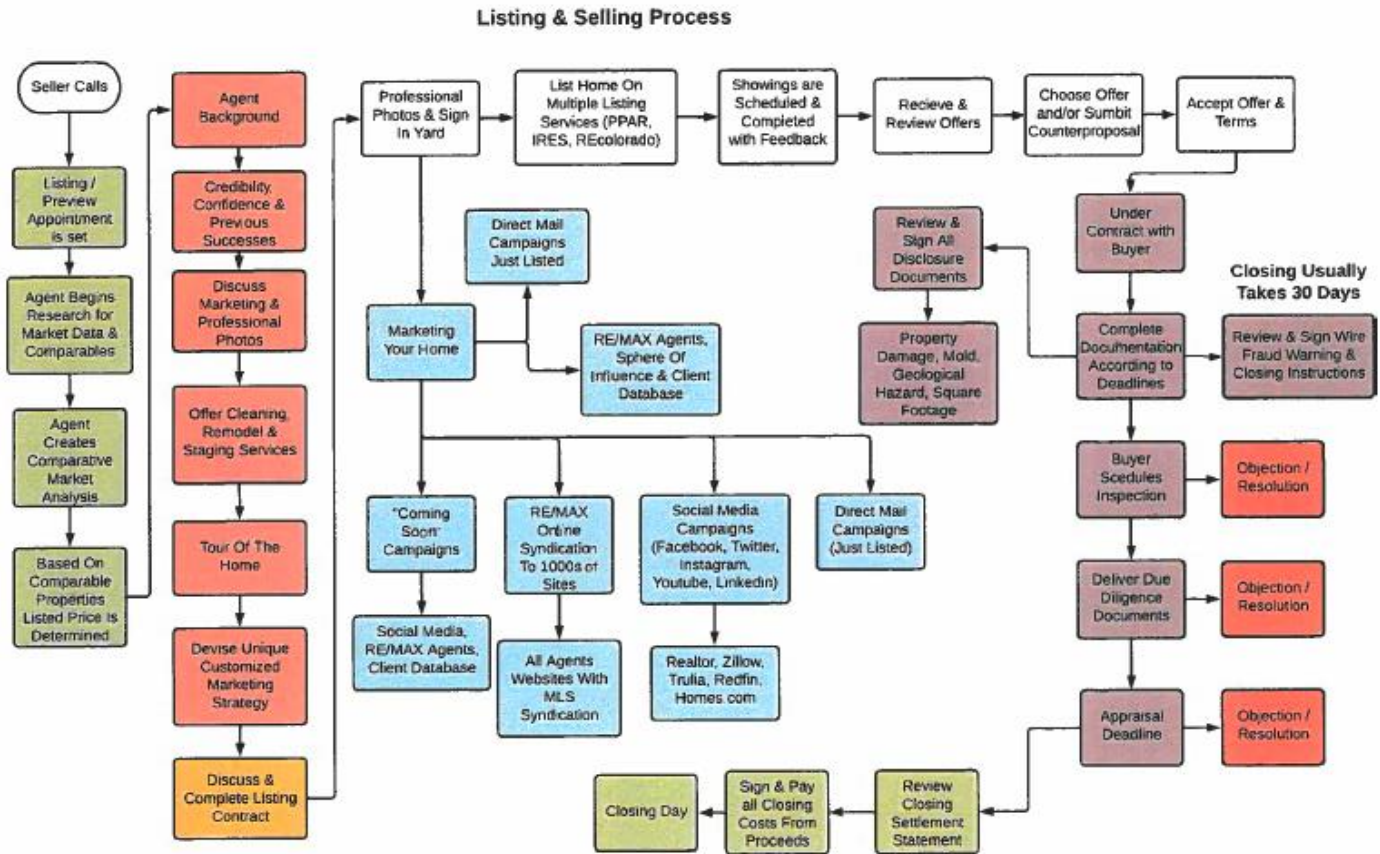 Listing & Selling Process
Seller Calls
Listing /
Preview
Appointment
is set
Agent Begins
Research for
Market Data &
Comparables
Agent
Creates
Comparative
Market
Analysis
Based On
Comparable
Properties
Listed Price Is
Determined
Agent
Background
Credibility,
Confidence &
Previous
Successes
Discuss
Marketing &
Professional
Photos
Offer Cleaning,
Remodel &
Staging Services
Tour Of The
Home
Devise Unique
Customized
Marketing
Strategy
Discuss &
Complete Listing
Contract
Professional
Photos & Sign
In Yard
List Home On
Multiple Listing
Services (PPAR,
IRES, REcolorado)
Showings are
Scheduled &
Completed
with Feedback
Recieve &
Review Offers
Choose Offer
and/or Sumbit
Counterproposal
Accept Offer &
Terms
Direct Mail
Campaigns
Just Listed
Marketing
Your Home
RE/MAX Agents,
Sphere Of
Influence & Client
Database
"Coming
Soon"
Campaigns
RE/MAX
Online
Syndication
To 1000s of
Sites
Social Media
Campaigns
(Facebook, Twitter,
Instagram,
Youtube, Linkedin)
Direct Mail
Campaigns
(Just Listed)
Social Media,
RE/MAX Agents,
Client Database
All Agents
Websites With
MLS
Syndication
Realtor, Zillow,
Trulia, Redfin,
Homes.com
Under
Contract with
Buyer
Review &
Sign All
Disclosure
Documents
Property
Damage, Mold,
Geological
Hazard, Square
Footage
Complete
Documentation
According to
Deadlines
Closing Usually
Takes 30 Days
Review & Sign Wire
Fraud Warning &
Closing Instructions
Buyer
Scedules
Inspection
Objection /
Resolution
Deliver Due
Diligence
Documents
Objection /
Resolution
Appraisal
Deadline
Objection /
Resolution
Review
Closing
Settlement
Statement
Sign & Pay
all Closing
Costs From
Proceeds
Closing Day